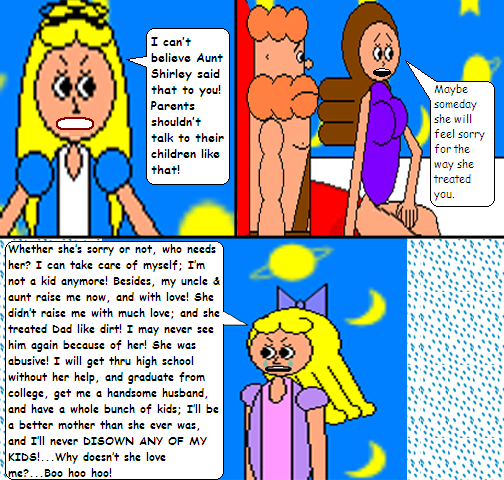 I can't
believe Aunt
Shirley said
that to you!
Parents
shouldn't
talk to their
children like
that!
Maybe
someday
she will
feel sorry
for the
way she
treated
you.
Whether she's sorry or not, who needs
her? I can take care of myself; I'm
not a kid anymore! Besides, my uncle &
aunt raise me now, and with love! She
didn't raise me with much love; and she
treated Dad like dirt! I may never see
him again because of her! She was
abusive! I will get thru high school
without her help, and graduate from
college, get me a handsome husband,
and have a whole bunch of kids; I'll be
a better mother than she ever was,
and I'll never DISOWN ANY OF MY
KIDS!...Why doesn't she love
me?...Boo hoo hoo!